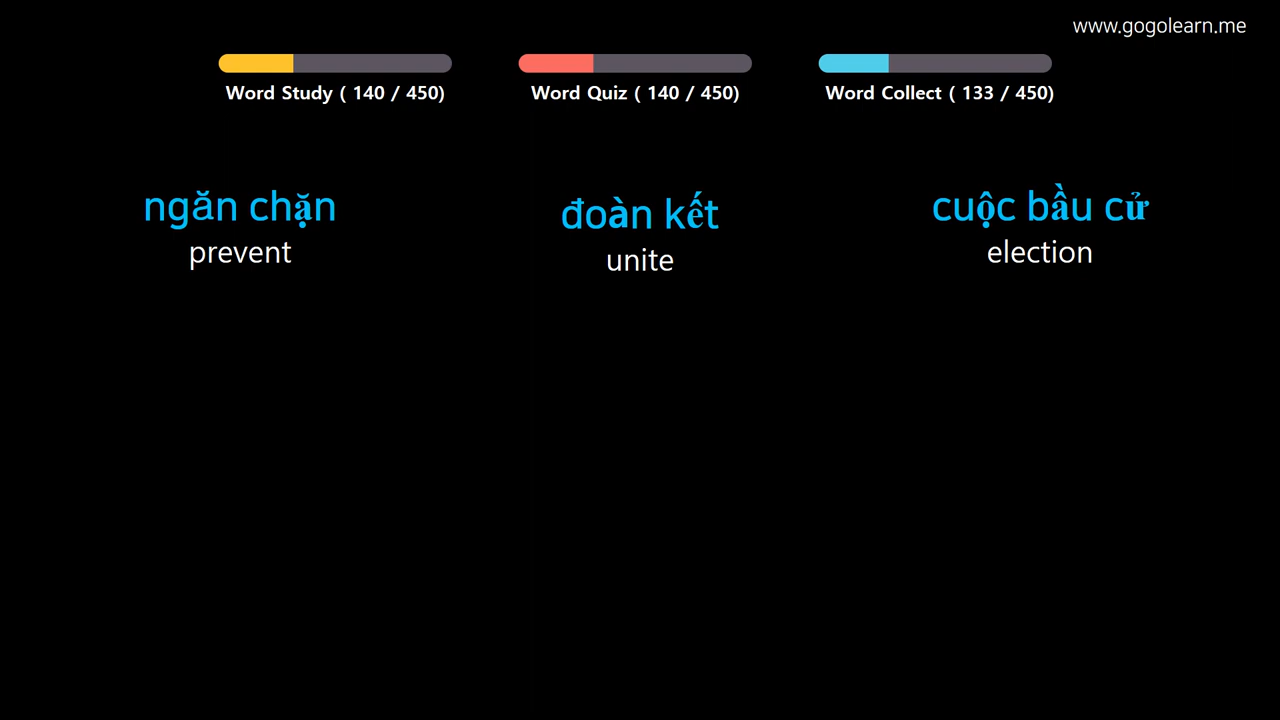 www.gogolearn.me
Word Study ( 140 / 450)
Word Quiz ( 140 / 450)
Word Collect ( 133 / 450)
ngăn chặn
prevent
đoàn kết
unite
cuộc bầu cử
election